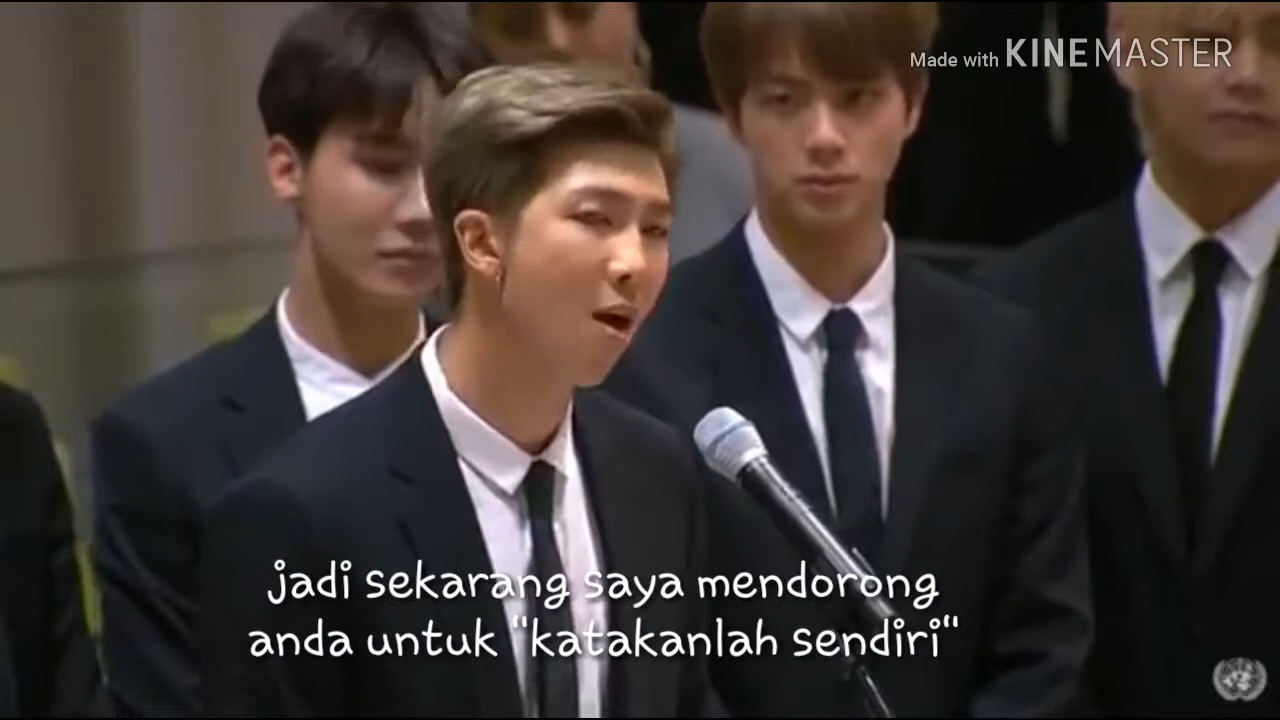 Made with KINEMASTER
jadi sekarang saya mendorong
anda untuk "katakanlah sendiri"